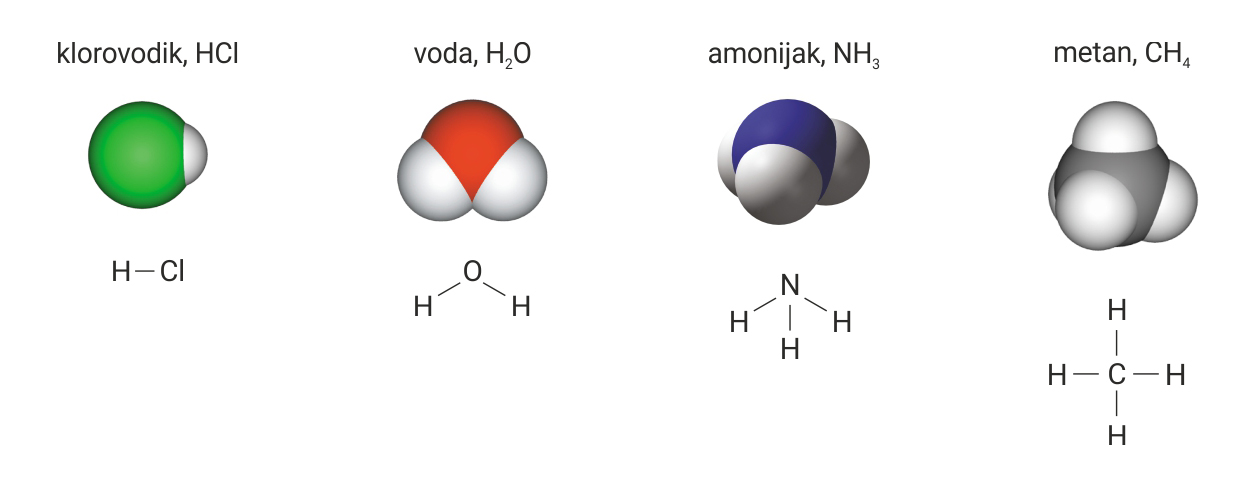 klorovodik, HCl
voda, H₂O
amonijak, NH₃
metan, CH₄
H – Cl
O
H H
N
H H
H
H
H – C – H
H